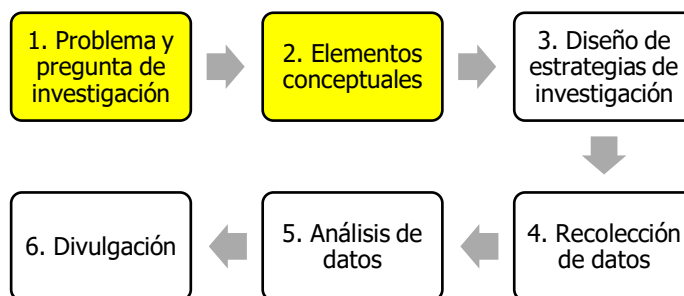 1. Problema y
pregunta de
investigación
2. Elementos
conceptuales
3. Diseño de
estrategias de
investigación
4. Recolección
de datos
5. Análisis de
datos
6. Divulgación